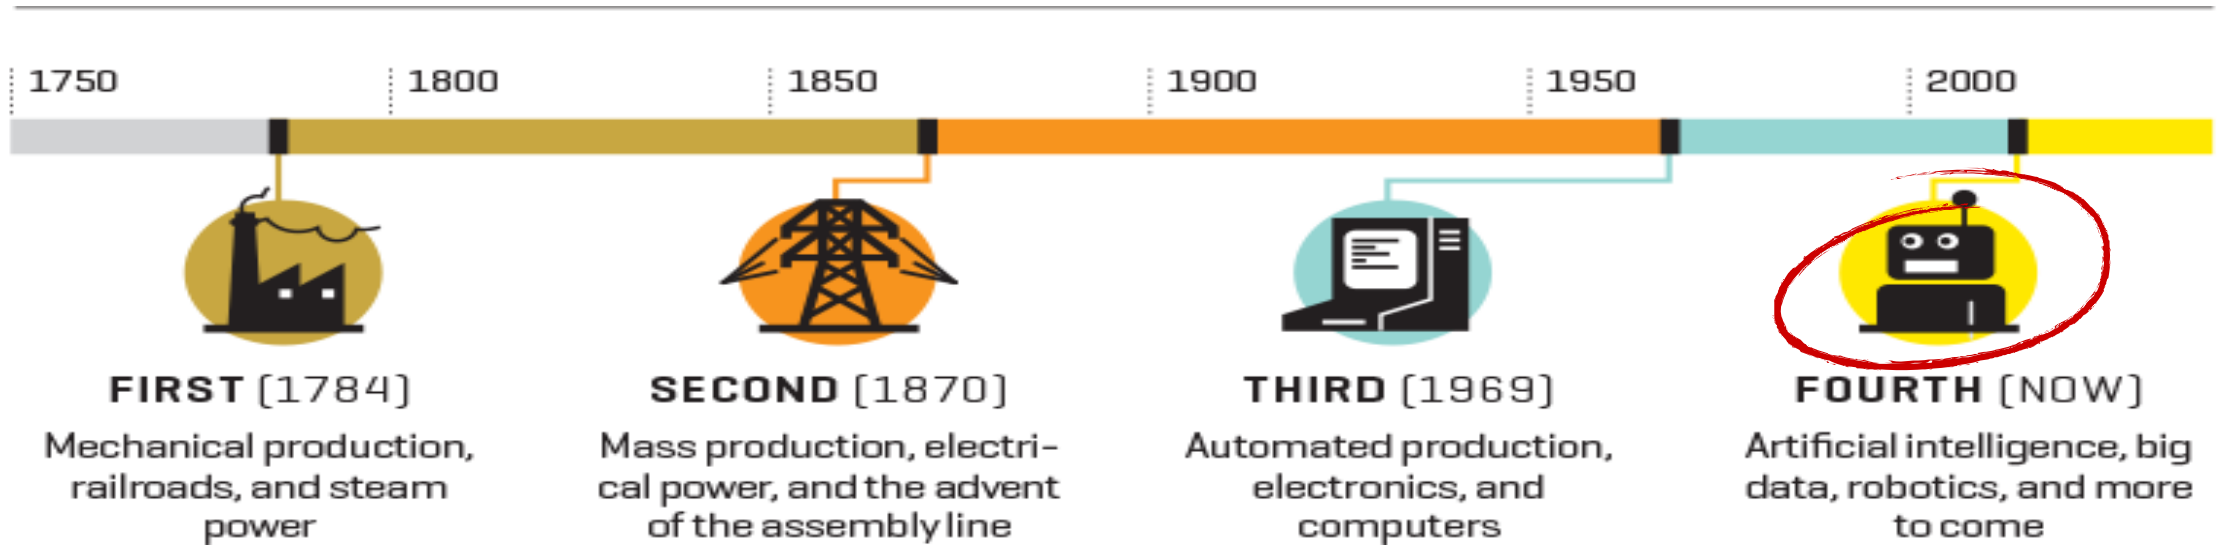 1750
1800
1850
1900
1950
2000
FIRST (1784)
Mechanical production,
railroads, and steam
power
SECOND (1870)
Mass production, electri-
cal power, and the advent
of the assembly line
THIRD (1969)
Automated production,
electronics, and
computers
FOURTH (NOW)
Artificial intelligence, big
data, robotics, and more
to come